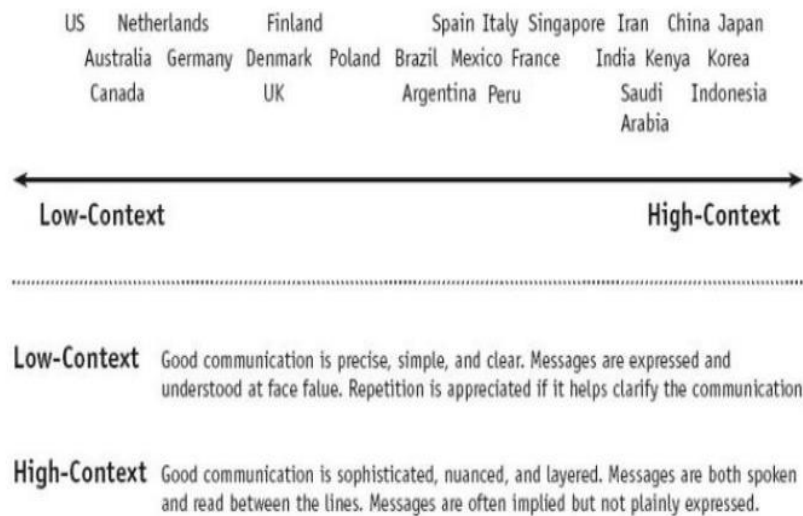 US Netherlands Finland Spain Italy Singapore Iran China Japan
Australia Germany Denmark Poland Brazil Mexico France India Kenya Korea
Canada UK Argentina Peru Saudi Indonesia
Arabia
Low-Context High-Context
Low-Context Good communication is precise, simple, and clear. Messages are expressed and
understood at face falue. Repetition is appreciated if it helps clarify the communication
High-Context Good communication is sophisticated, nuanced, and layered. Messages are both spoken
and read between the lines. Messages are often implied but not plainly expressed.